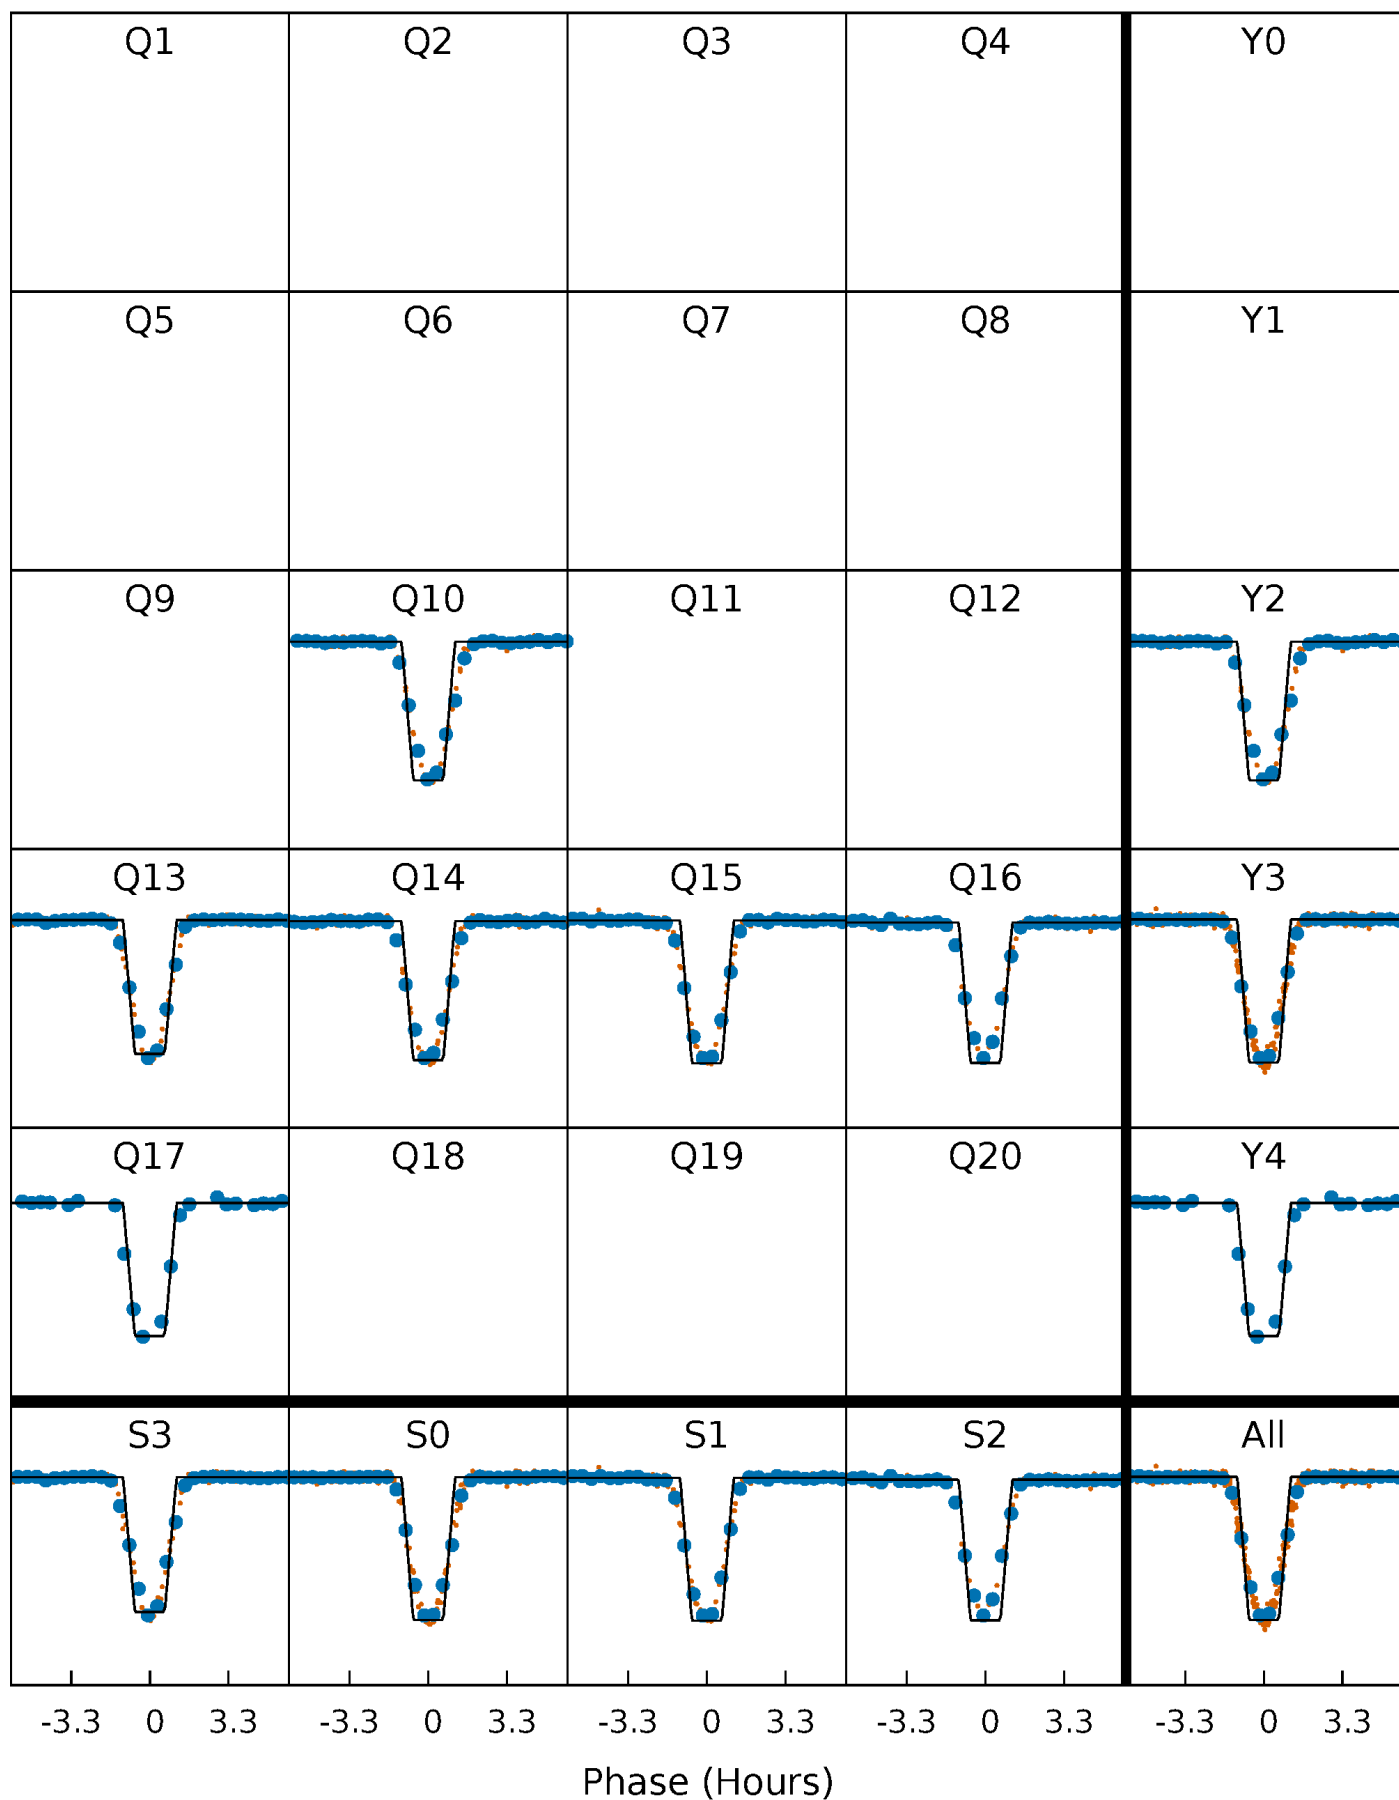 Q1 Q2 Q3 Q4 Y0
Q5 Q6 Q7 Q8 Y1
Q9 Q10 Q11 Q12 Y2
Q13 Q14 Q15 Q16 Y3
Q17 Q18 Q19 Q20 Y4
S3 S0 S1 S2 All
-3.3 0 3.3 -3.3 0 3.3 -3.3 0 3.3 -3.3 0 3.3 -3.3 0 3.3
Phase (Hours)